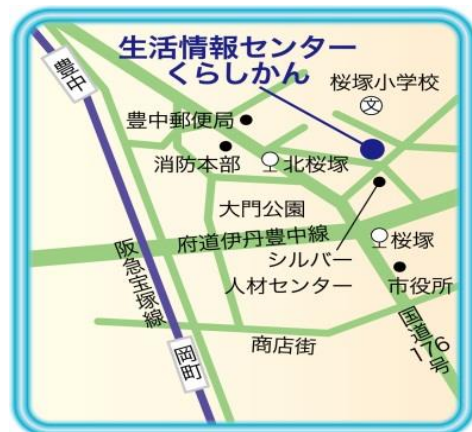 生活情報センター
くらしかん
豊中
桜塚小学校
文
豊中郵便局
消防本部
北桜塚
大門公園
府道伊丹豊中線
桜塚
シルバー
人材センター
市役所
阪急宝塚線
岡町
商店街
国道176号